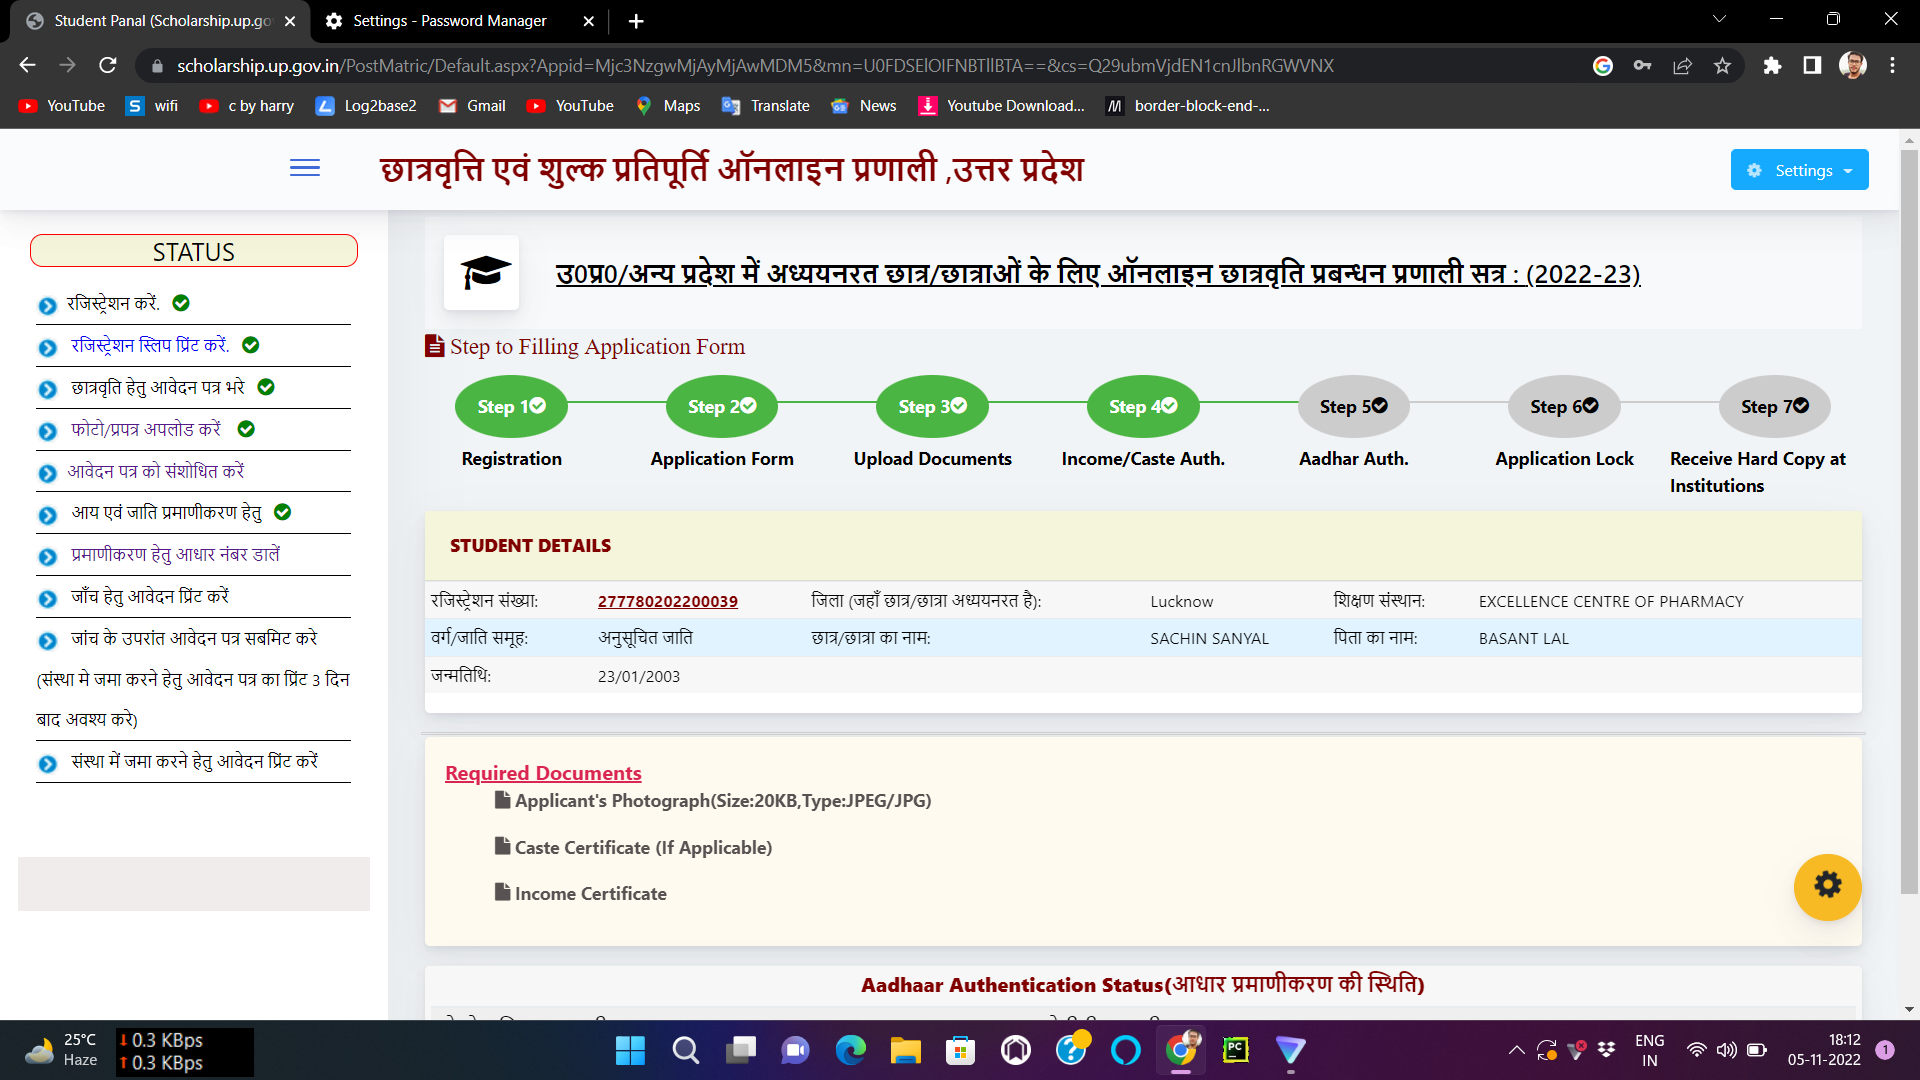 Student Panal (Scholarship.up.go
Settings - Password Manager
scholarship.up.gov.in/PostMatric/Default.aspx?Appid=Mjc3NzgwMjAyMjAwMDM5&mn=U0FDSElOIFNBTllBTA==&cs=Q29ubmVjdEN1cnJlbnRGWVNX
YouTube wifi c by harry Log2base2 Gmail YouTube Maps Translate News Youtube Download... border-block-end-...
छात्रवृत्ति एवं शुल्क प्रतिपूर्ति ऑनलाइन प्रणाली ,उत्तर प्रदेश
Settings
STATUS
रजिस्ट्रेशन करें.
रजिस्ट्रेशन स्लिप प्रिंट करें.
छात्रवृति हेतु आवेदन पत्र भरे
फोटो/प्रपत्र अपलोड करें
आवेदन पत्र को संशोधित करें
आय एवं जाति प्रमाणीकरण हेतु
प्रमाणीकरण हेतु आधार नंबर डालें
जाँच हेतु आवेदन प्रिंट करें
जांच के उपरांत आवेदन पत्र सबमिट करे
(संस्था मे जमा करने हेतु आवेदन पत्र का प्रिंट 3 दिन
बाद अवश्य करे)
संस्था में जमा करने हेतु आवेदन प्रिंट करें
उ0प्र0/अन्य प्रदेश में अध्ययनरत छात्र/छात्राओं के लिए ऑनलाइन छात्रवृति प्रबन्धन प्रणाली सत्र : (2022-23)
Step to Filling Application Form
Step 1 Step 2 Step 3 Step 4 Step 5 Step 6 Step 7
Registration Application Form Upload Documents Income/Caste Auth. Aadhar Auth. Application Lock Receive Hard Copy at
Institutions
STUDENT DETAILS
रजिस्ट्रेशन संख्या: 277780202200039 जिला (जहाँ छात्र/छात्रा अध्ययनरत है): Lucknow शिक्षण संस्थान: EXCELLENCE CENTRE OF PHARMACY
वर्ग/जाति समूह: अनुसूचित जाति छात्र/छात्रा का नाम: SACHIN SANYAL पिता का नाम: BASANT LAL
जन्मतिथि: 23/01/2003
Required Documents
Applicant's Photograph(Size:20KB,Type:JPEG/JPG)
Caste Certificate (If Applicable)
Income Certificate
Aadhaar Authentication Status(आधार प्रमाणीकरण की स्थिति)
25°C
Haze
0.3 KBps
0.3 KBps
PC
ENG
IN
18:12
05-11-2022
1